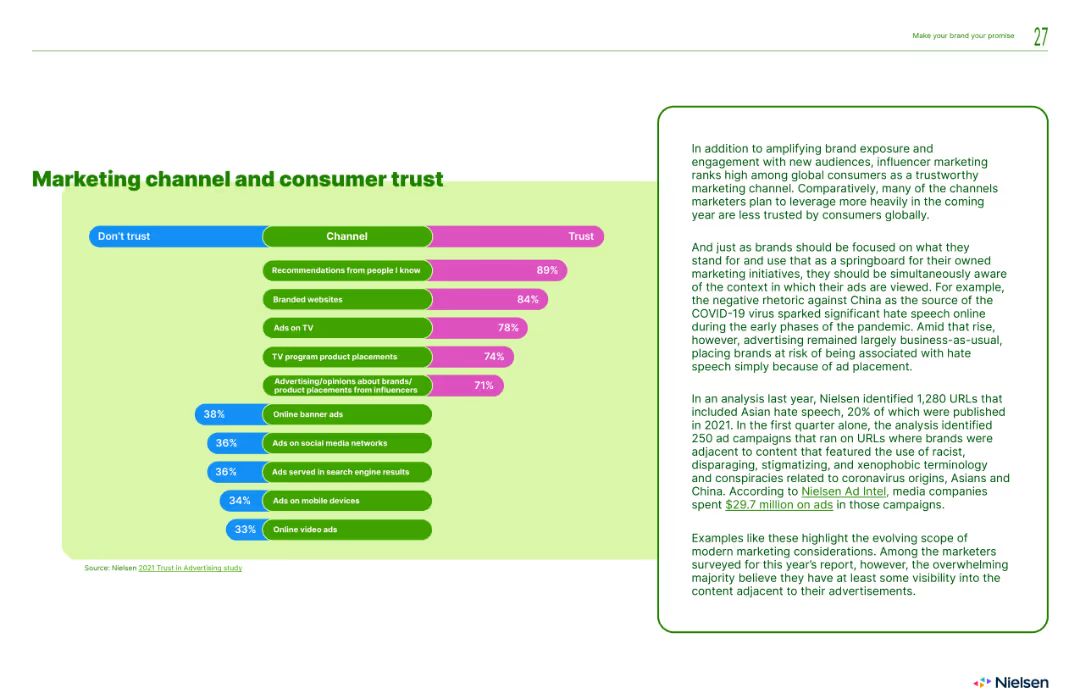 Make your brand your promise 27
Marketing channel and consumer trust
Don't trust Channel Trust
Recommendations from people I know 89%
Branded websites 84%
Ads on TV 78%
TV program product placements 74%
Advertising/opinions about brands/
product placements from influencers 71%
38% Online banner ads
36% Ads on social media networks
36% Ads served in search engine results
34% Ads on mobile devices
33% Online video ads
Source: Nielsen 2021 Trust in Advertising study
In addition to amplifying brand exposure and
engagement with new audiences, influencer marketing
ranks high among global consumers as a trustworthy
marketing channel. Comparatively, many of the channels
marketers plan to leverage more heavily in the coming
year are less trusted by consumers globally.
And just as brands should be focused on what they
stand for and use that as a springboard for their owned
marketing initiatives, they should be simultaneously aware
of the context in which their ads are viewed. For example,
the negative rhetoric against China as the source of the
COVID-19 virus sparked significant hate speech online
during the early phases of the pandemic. Amid that rise,
however, advertising remained largely business-as-usual,
placing brands at risk of being associated with hate
speech simply because of ad placement.
In an analysis last year, Nielsen identified 1,280 URLs that
included Asian hate speech, 20% of which were published
in 2021. In the first quarter alone, the analysis identified
250 ad campaigns that ran on URLs where brands were
adjacent to content that featured the use of racist,
disparaging, stigmatizing, and xenophobic terminology
and conspiracies related to coronavirus origins, Asians and
China. According to Nielsen Ad Intel, media companies
spent $29.7 million on ads in those campaigns.
Examples like these highlight the evolving scope of
modern marketing considerations. Among the marketers
surveyed for this year's report, however, the overwhelming
majority believe they have at least some visibility into the
content adjacent to their advertisements.
Nielsen